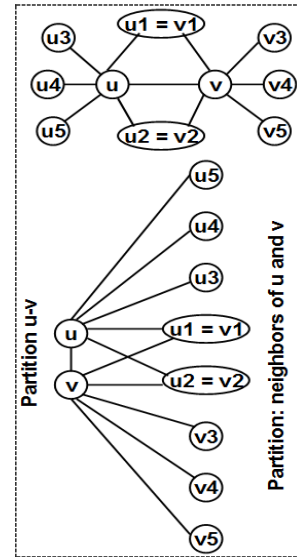 u1 = v1
u3 v3
u4 u v v4
u5 v5
u2 = v2
u5
u4
u3
u u1 = v1
v u2 = v2
v3
v4
v5
Partition u-v
Partition: neighbors of u and v